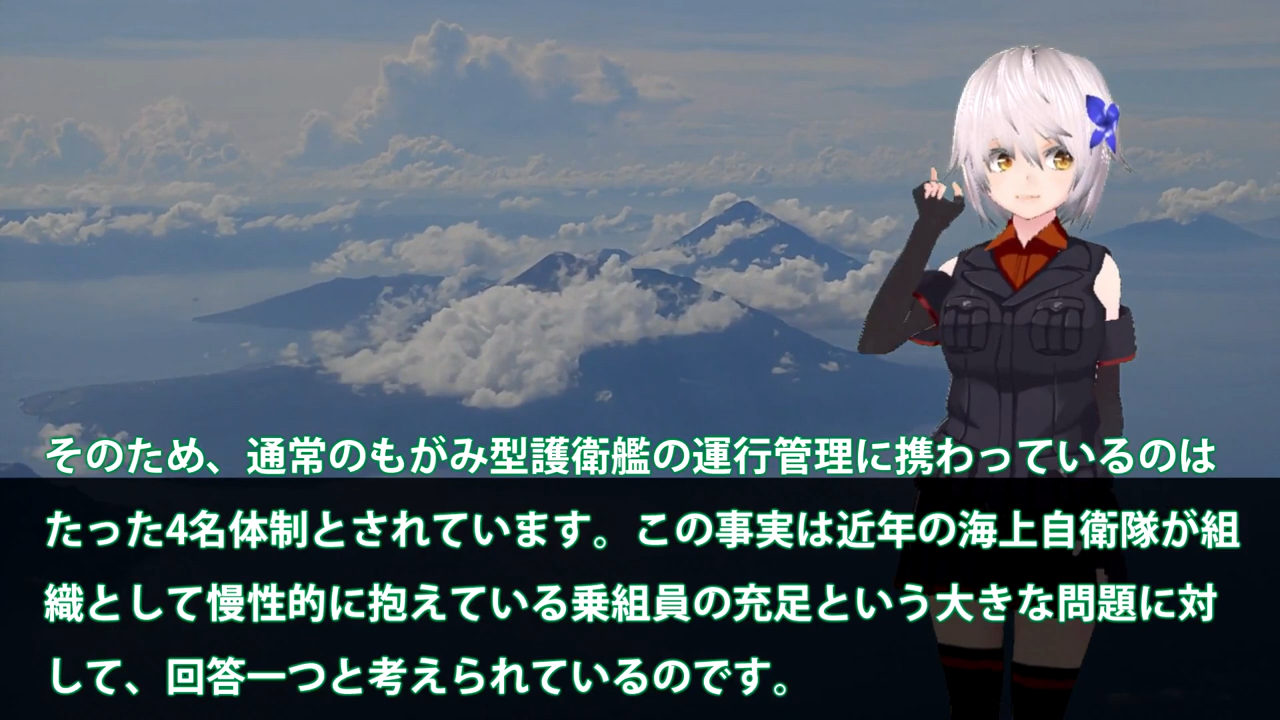 そのため、通常のもがみ型護衛艦の運行管理に携わっているのは
たった4名体制とされています。この事実は近年の海上自衛隊が組
織として慢性的に抱えている乗組員の充足という大きな問題に対
して、回答一つと考えられているのです。